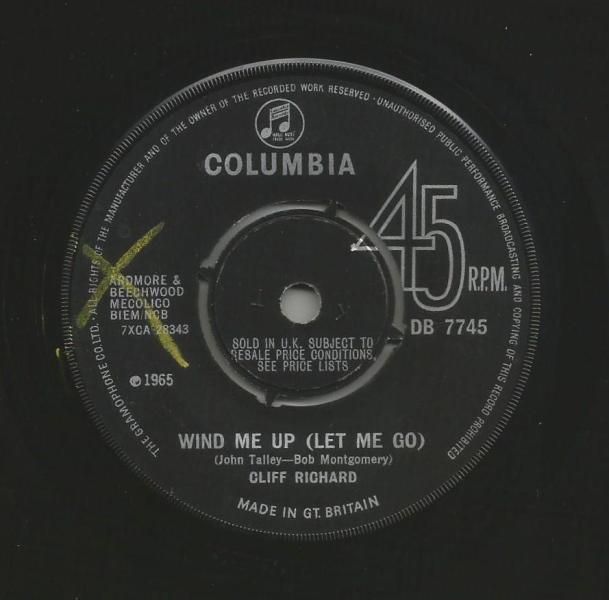 THE GRAMOPHONE CO. LTD. ALL RIGHTS OF THE MANUFACTURER AND OF THE OWNER OF THE RECORDED WORK RESERVED · UNAUTHORISED PUBLIC PERFORMANCE BROADCASTING AND COPYING OF THIS RECORD PROHIBITED
COLUMBIA
45
R.P.M.
DB 7745
ARDMORE &
BEECHWOOD
MECOLICO
BIEM/NCB
7XCA 28343
℗1965
SOLD IN U.K. SUBJECT TO
RESALE PRICE CONDITIONS,
SEE PRICE LISTS
WIND ME UP (LET ME GO)
(John Talley—Bob Montgomery)
CLIFF RICHARD
MADE IN GT. BRITAIN